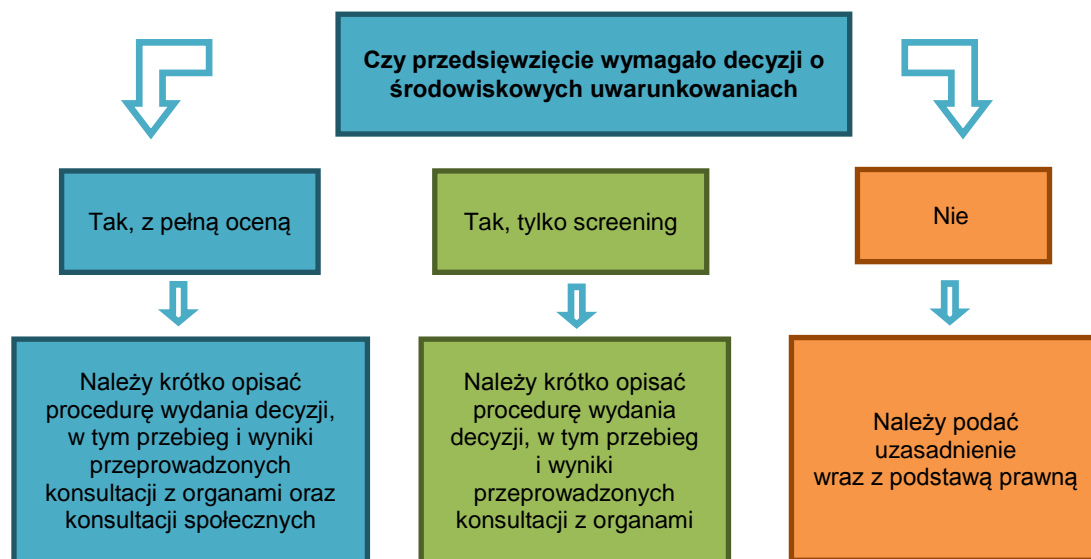 Czy przedsięwzięcie wymagało decyzji o
środowiskowych uwarunkowaniach
Tak, z pełną oceną
Tak, tylko screening
Nie
Należy krótko opisać
procedurę wydania decyzji,
w tym przebieg i wyniki
przeprowadzonych
konsultacji z organami oraz
konsultacji społecznych
Należy krótko opisać
procedurę wydania
decyzji, w tym przebieg
i wyniki
przeprowadzonych
konsultacji z organami
Należy podać
uzasadnienie
wraz z podstawą prawną